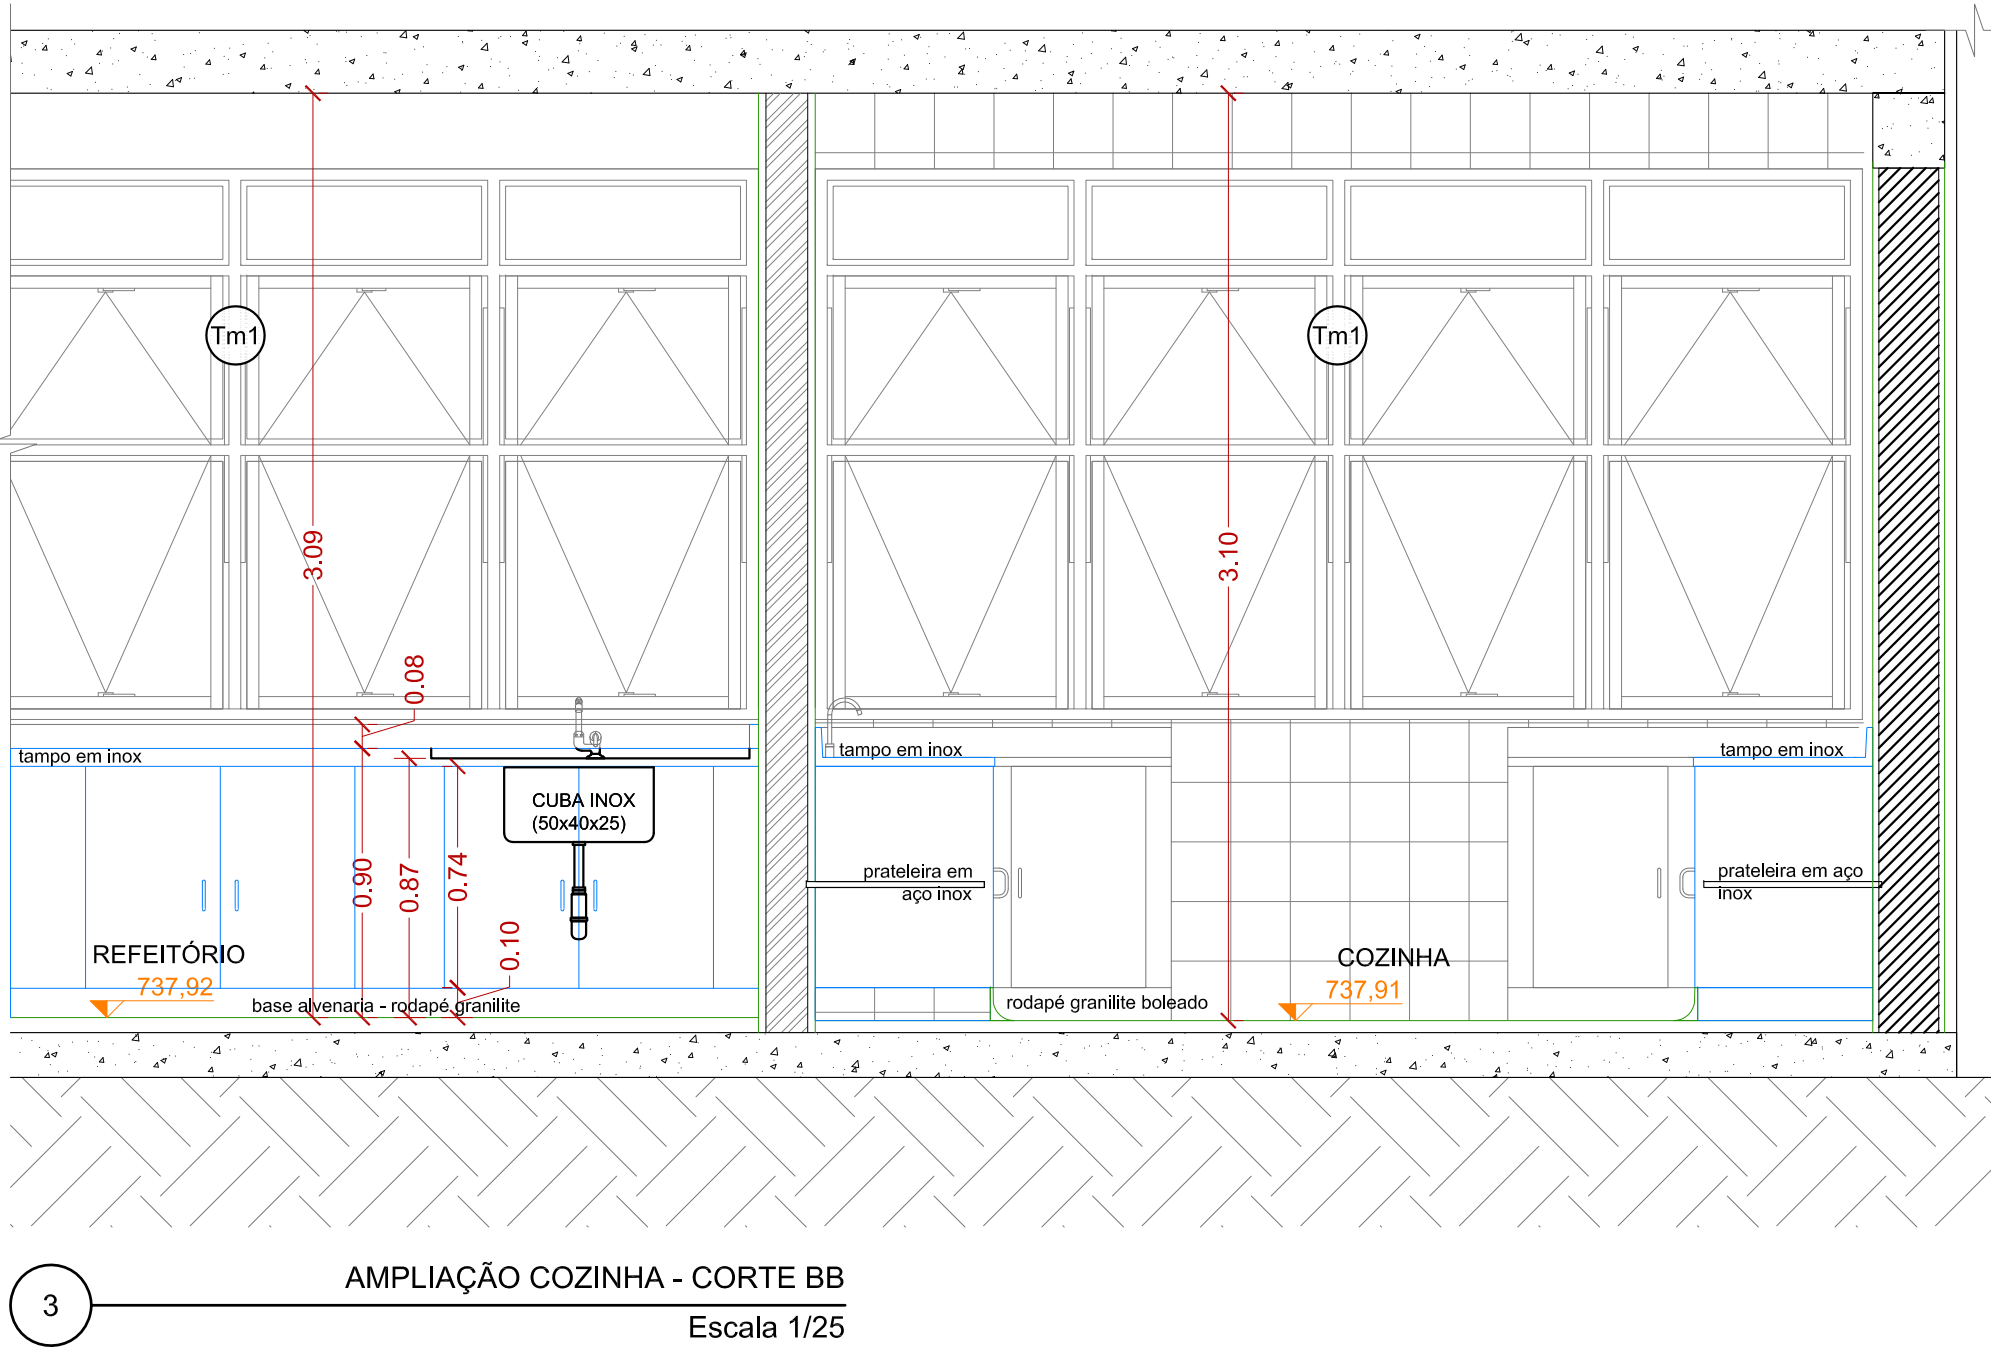 Tm1
Tm1
3.09
3.10
0.08
tampo em inox
tampo em inox
tampo em inox
CUBA INOX
(50x40x25)
0.90
0.87
0.74
0.10
prateleira em
aço inox
prateleira em aço
inox
REFEITÓRIO
737,92
COZINHA
737,91
base alvenaria - rodapé granilite
rodapé granilite boleado
3
AMPLIAÇÃO COZINHA - CORTE BB
Escala 1/25